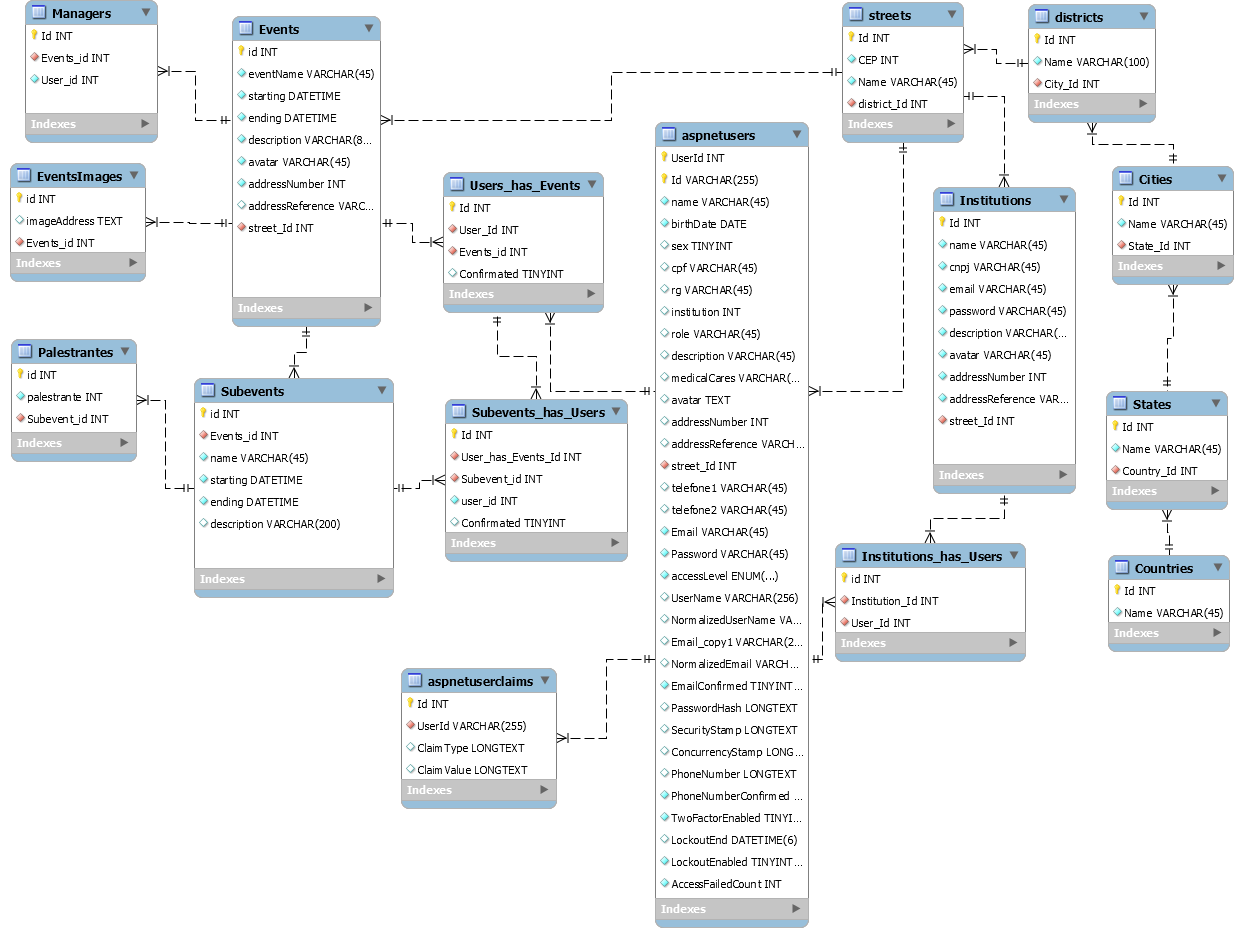 Managers
Id INT
Events_id INT
User_id INT
Indexes
Events
id INT
eventName VARCHAR(45)
starting DATETIME
ending DATETIME
description VARCHAR(8...
avatar VARCHAR(45)
addressNumber INT
addressReference VARC...
street_Id INT
Indexes
streets
Id INT
CEP INT
Name VARCHAR(45)
district_Id INT
Indexes
districts
Id INT
Name VARCHAR(100)
City_Id INT
Indexes
EventsImages
id INT
imageAddress TEXT
Events_id INT
Indexes
Users_has_Events
Id INT
User_Id INT
Events_id INT
Confirmated TINYINT
Indexes
aspnetusers
UserId INT
Id VARCHAR(255)
name VARCHAR(45)
birthDate DATE
sex TINYINT
cpf VARCHAR(45)
rg VARCHAR(45)
institution INT
role VARCHAR(45)
description VARCHAR(45)
medicalCares VARCHAR(...
avatar TEXT
addressNumber INT
addressReference VARCH...
street_Id INT
telefone1 VARCHAR(45)
telefone2 VARCHAR(45)
Email VARCHAR(45)
Password VARCHAR(45)
accessLevel ENUM(...)
UserName VARCHAR(256)
NormalizedUserName VA...
Email_copy1 VARCHAR(2...
NormalizedEmail VARCH...
EmailConfirmed TINYINT...
PasswordHash LONGTEXT
SecurityStamp LONGTEXT
ConcurrencyStamp LONG...
PhoneNumber LONGTEXT
PhoneNumberConfirmed ...
TwoFactorEnabled TINYI...
LockoutEnd DATETIME(6)
LockoutEnabled TINYINT...
AccessFailedCount INT
Indexes
Institutions
Id INT
name VARCHAR(45)
cnpj VARCHAR(45)
email VARCHAR(45)
password VARCHAR(45)
description VARCHAR(...
avatar VARCHAR(45)
addressNumber INT
addressReference VAR...
street_Id INT
Indexes
Cities
Id INT
Name VARCHAR(45)
State_Id INT
Indexes
Palestrantes
id INT
palestrante INT
Subevent_id INT
Indexes
Subevents
id INT
Events_id INT
name VARCHAR(45)
starting DATETIME
ending DATETIME
description VARCHAR(200)
Indexes
Subevents_has_Users
Id INT
User_has_Events_Id INT
Subevent_id INT
user_id INT
Confirmated TINYINT
Indexes
States
Id INT
Name VARCHAR(45)
Country_Id INT
Indexes
Institutions_has_Users
id INT
Institution_Id INT
User_Id INT
Indexes
Countries
Id INT
Name VARCHAR(45)
Indexes
aspnetuserclaims
Id INT
UserId VARCHAR(255)
ClaimType LONGTEXT
ClaimValue LONGTEXT
Indexes